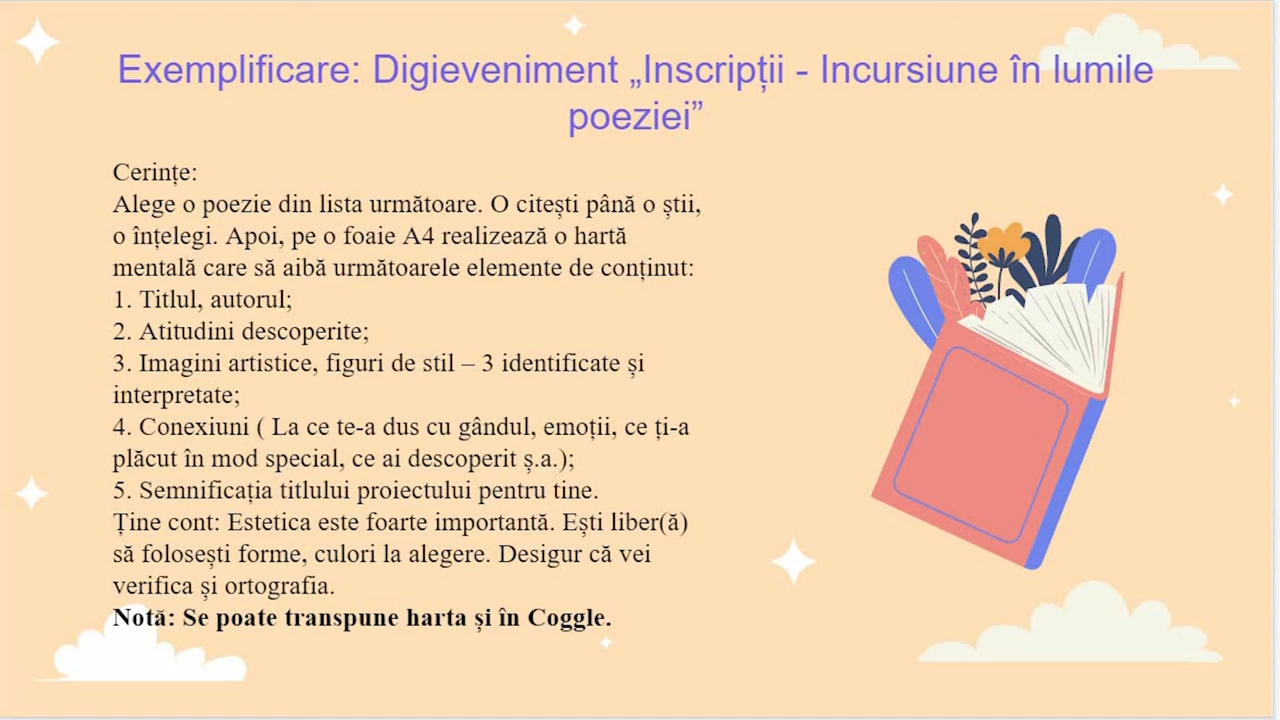 Exemplificare: Digieveniment „Inscripții - Incursiune în lumile
poeziei”
Cerințe:
Alege o poezie din lista următoare. O citești până o știi,
o înțelegi. Apoi, pe o foaie A4 realizează o hartă
mentală care să aibă următoarele elemente de conținut:
1. Titlul, autorul;
2. Atitudini descoperite;
3. Imagini artistice, figuri de stil – 3 identificate și
interpretate;
4. Conexiuni ( La ce te-a dus cu gândul, emoții, ce ți-a
plăcut în mod special, ce ai descoperit ș.a.);
5. Semnificația titlului proiectului pentru tine.
Ține cont: Estetica este foarte importantă. Ești liber(ă)
să folosești forme, culori la alegere. Desigur că vei
verifica și ortografia.
Notă: Se poate transpune harta și în Coggle.